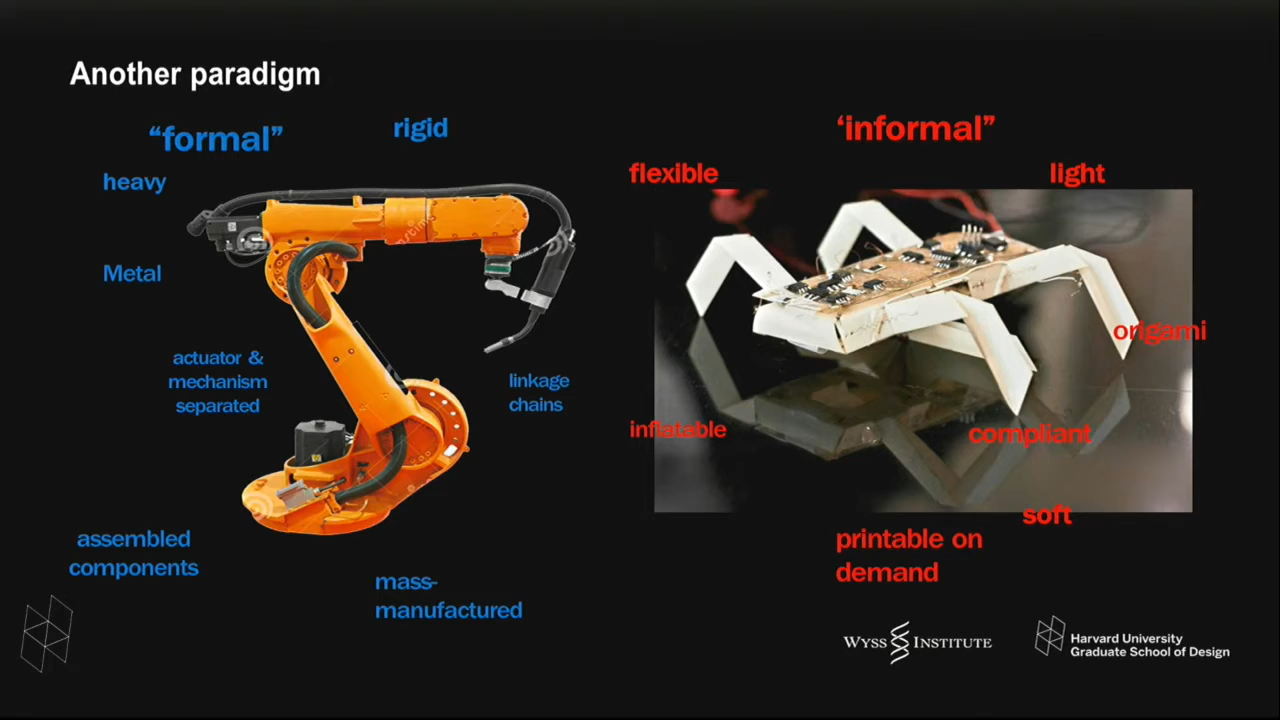 Another paradigm
“formal”
rigid
heavy
Metal
actuator &
mechanism
separated
linkage
chains
assembled
components
mass-
manufactured
‘informal”
flexible
light
origami
inflatable
compliant
soft
printable on
demand
WYSS INSTITUTE
Harvard University
Graduate School of Design